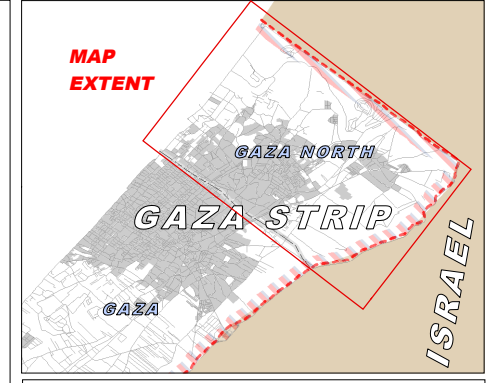 MAP
EXTENT
GAZA NORTH
GAZA STRIP
GAZA
ISRAEL